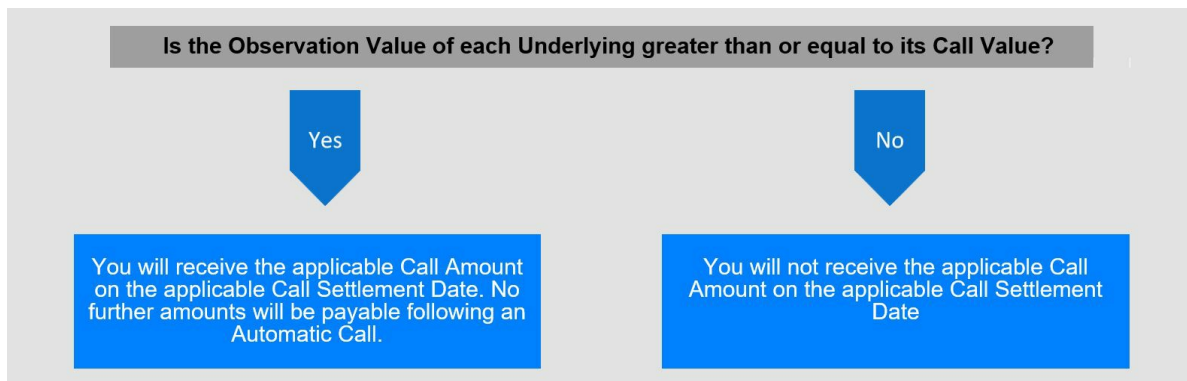 Is the Observation Value of each Underlying greater than or equal to its Call Value?
Yes
No
You will receive the applicable Call Amount
on the applicable Call Settlement Date. No
further amounts will be payable following an
Automatic Call.
You will not receive the applicable Call
Amount on the applicable Call Settlement
Date